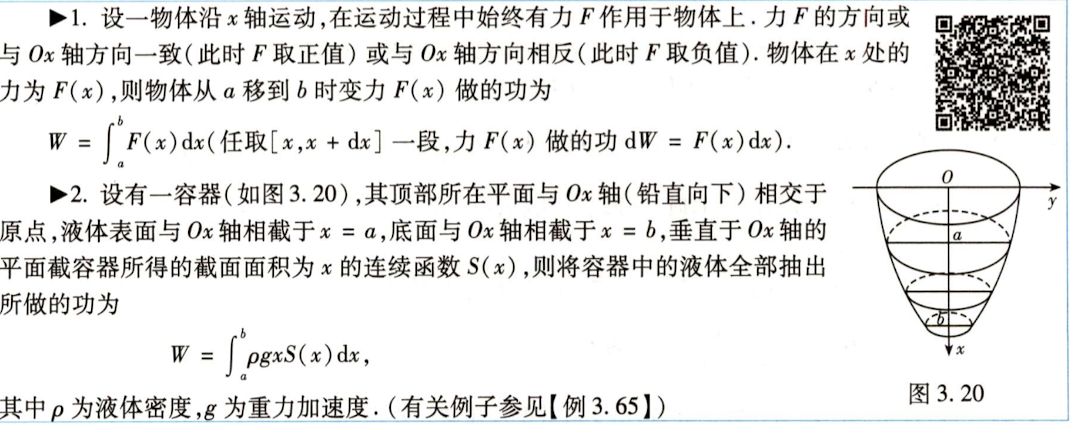 ▶1. 设一物体沿 x 轴运动,在运动过程中始终有力 F 作用于物体上. 力 F 的方向或
与 Ox 轴方向一致(此时 F 取正值) 或与 Ox 轴方向相反(此时 F 取负值). 物体在 x 处的
力为 F(x),则物体从 a 移到 b 时变力 F(x) 做的功为
W = ∫_a^b F(x)dx(任取[x,x + dx] 一段,力 F(x) 做的功 dW = F(x)dx).
▶2. 设有一容器(如图 3. 20),其顶部所在平面与 Ox 轴(铅直向下) 相交于
原点,液体表面与 Ox 轴相截于 x = a,底面与 Ox 轴相截于 x = b,垂直于 Ox 轴的
平面截容器所得的截面面积为 x 的连续函数 S(x),则将容器中的液体全部抽出
所做的功为
W = ∫_a^b ρgxS(x)dx,
其中 ρ 为液体密度,g 为重力加速度. (有关例子参见【例 3. 65】)
O
y
a
b
x
图 3. 20